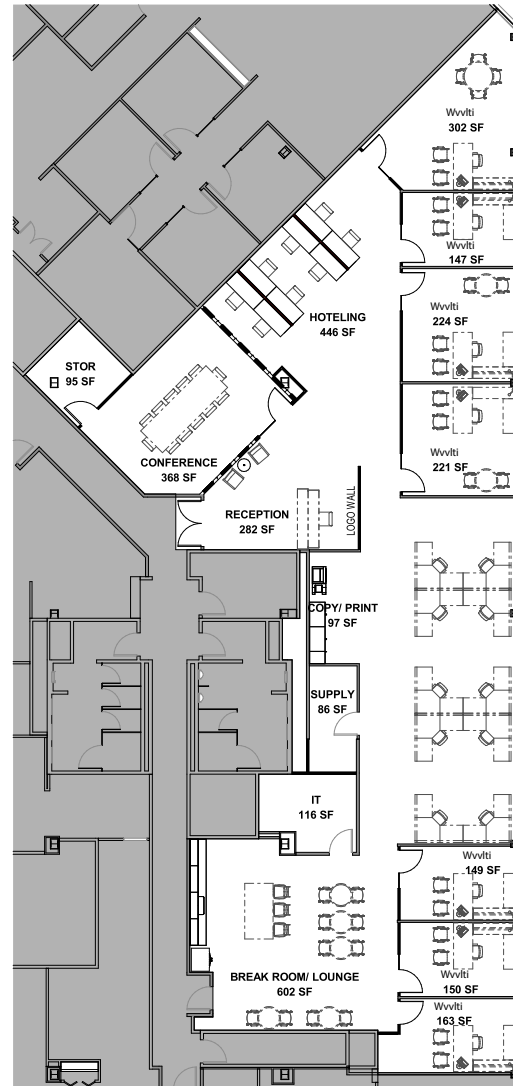 Wvvlti
302 SF
Wvvlti
147 SF
Wvvlti
224 SF
HOTELING
446 SF
STOR
95 SF
CONFERENCE
368 SF
Wvvlti
221 SF
RECEPTION
282 SF
LOGO WALL
COPY/ PRINT
97 SF
SUPPLY
86 SF
IT
116 SF
Wvvlti
149 SF
BREAK ROOM/ LOUNGE
602 SF
Wvvlti
150 SF
Wvvlti
163 SF